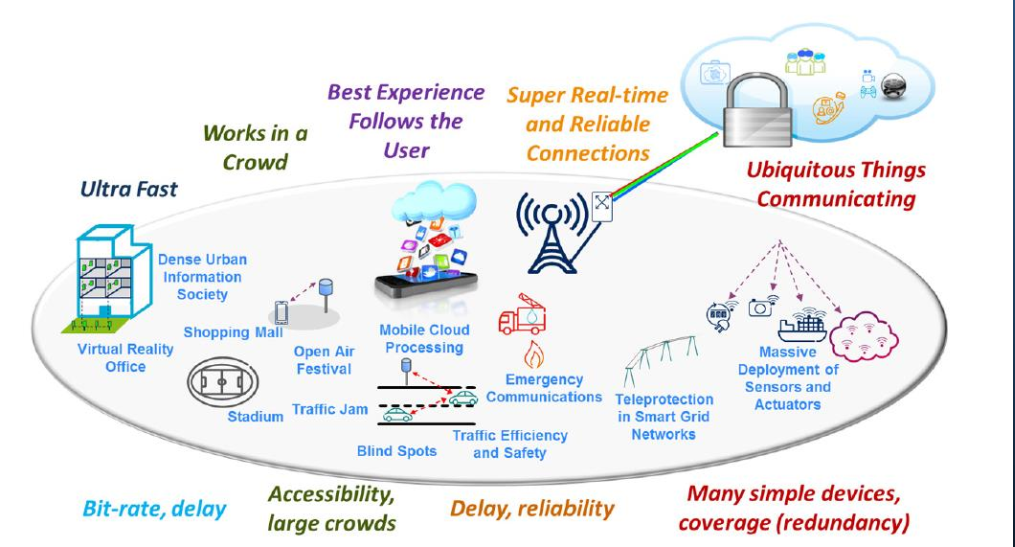 Best Experience
Follows the
User
Super Real-time
and Reliable
Connections
Works in a
Crowd
Ultra Fast
Ubiquitous Things
Communicating
Dense Urban
Information
Society
Shopping Mall
Virtual Reality
Office
Open Air
Festival
Mobile Cloud
Processing
Stadium
Traffic Jam
Blind Spots
Emergency
Communications
Traffic Efficiency
and Safety
Teleprotection
in Smart Grid
Networks
Massive
Deployment of
Sensors and
Actuators
Bit-rate, delay
Accessibility,
large crowds
Delay, reliability
Many simple devices,
coverage (redundancy)